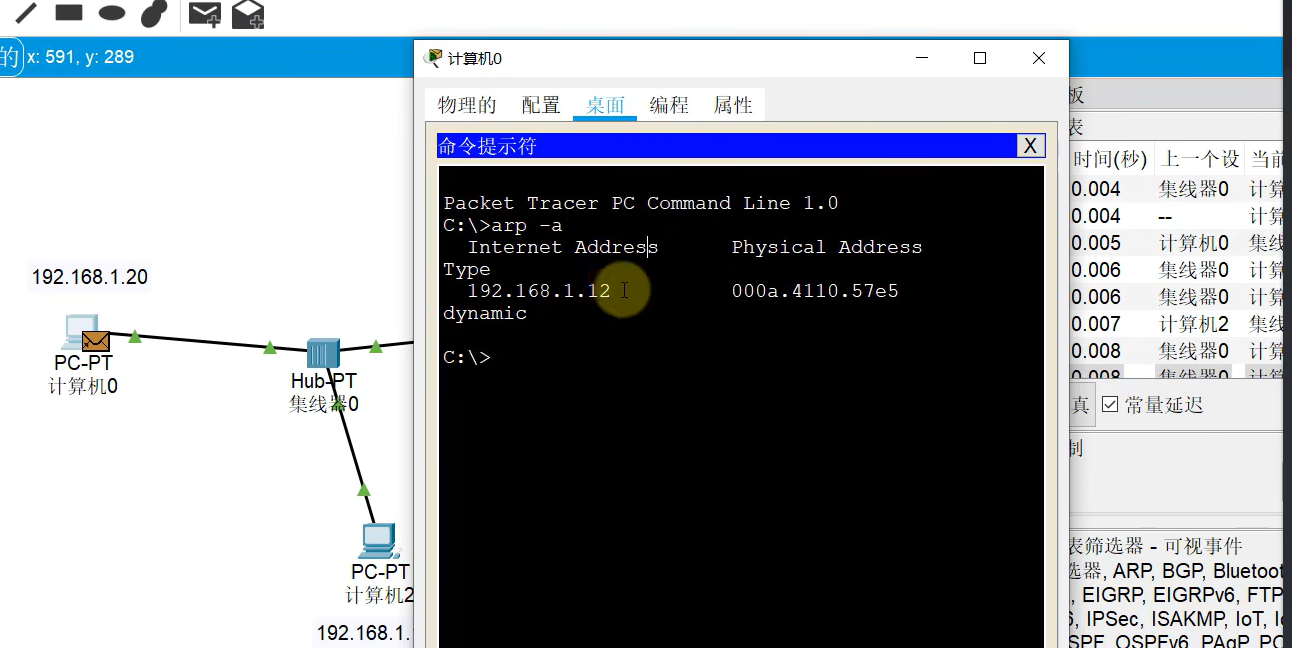 的 x: 591, y: 289
192.168.1.20
PC-PT
计算机0
Hub-PT
集线器0
PC-PT
计算机2
192.168.1.
计算机0
物理的 配置 桌面 编程 属性
命令提示符 X
Packet Tracer PC Command Line 1.0
C:\>arp -a
Internet Address Physical Address
Type
192.168.1.12 000a.4110.57e5
dynamic
C:\>
板
表
时间(秒) 上一个设 当前
0.004 集线器0 计算
0.004 -- 计算
0.005 计算机0 集线
0.006 集线器0 计算
0.006 集线器0 计算
0.007 计算机2 集线
0.008 集线器0 计算
0.008 集线器0 计算
真 常量延迟
制
表筛选器 - 可视事件
选器, ARP, BGP, Bluetoot
, EIGRP, EIGRPv6, FTP
6, IPSec, ISAKMP, IoT,
SPF, OSPFv6, PAgP,